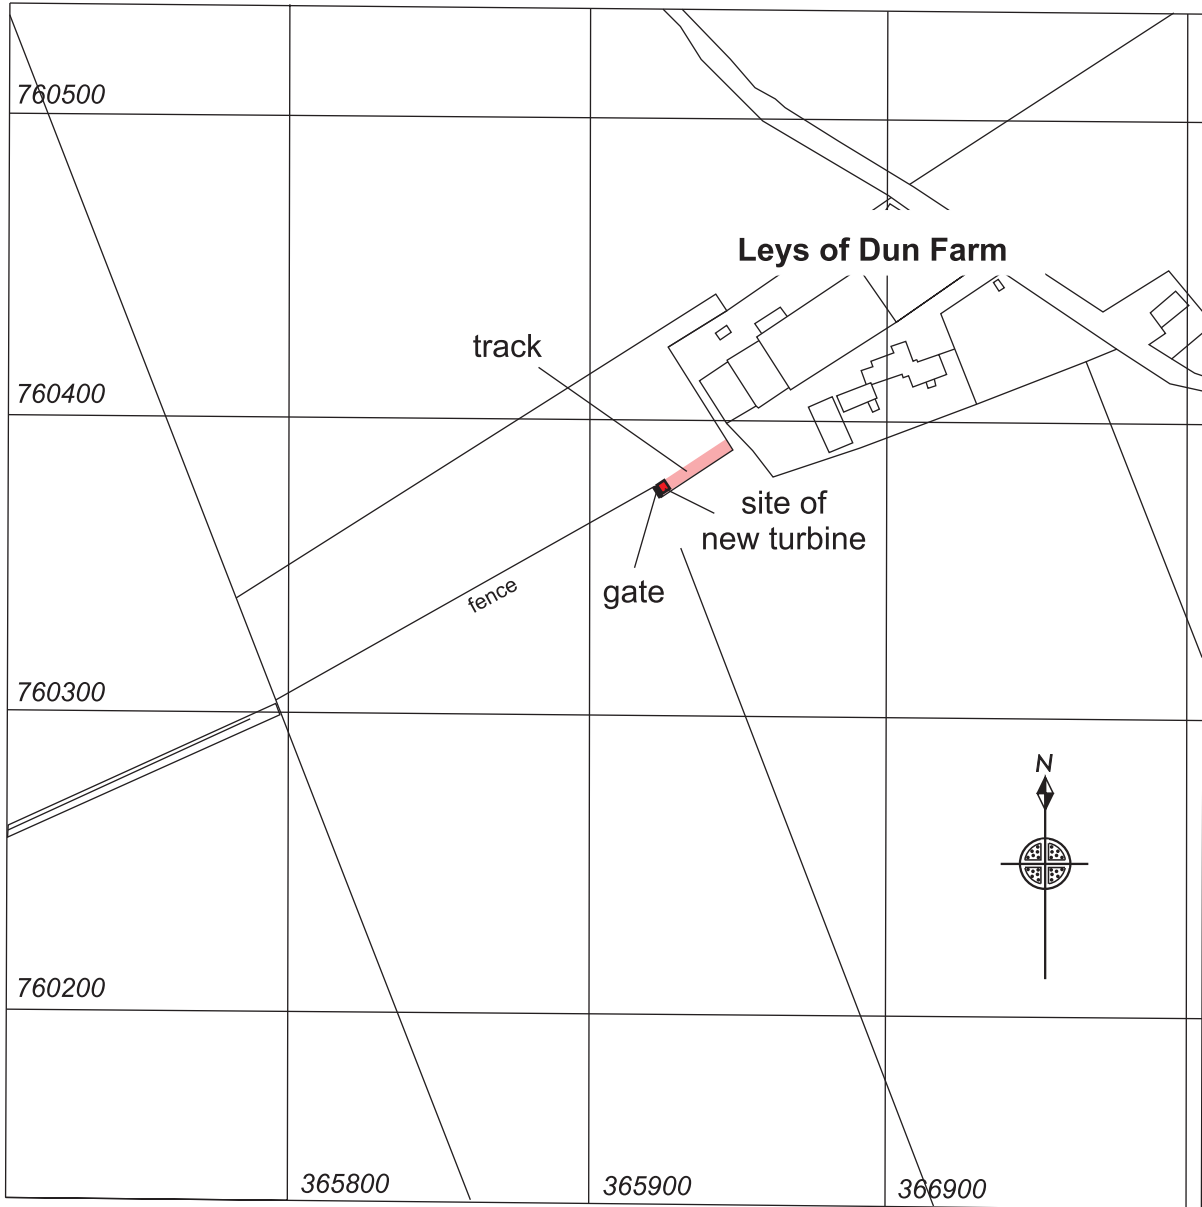 760500
Leys of Dun Farm
track
760400
site of
new turbine
gate
fence
760300
N
760200
365800
365900
366900